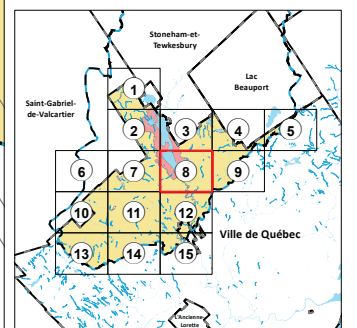 Stoneham-et-
Tewkesbury
Lac
Beauport
Saint-Gabriel-
de-Valcartier
1
2
3
4
5
6
7
8
9
10
11
12
Ville de Québec
13
14
15
L'Ancienne
Lorette